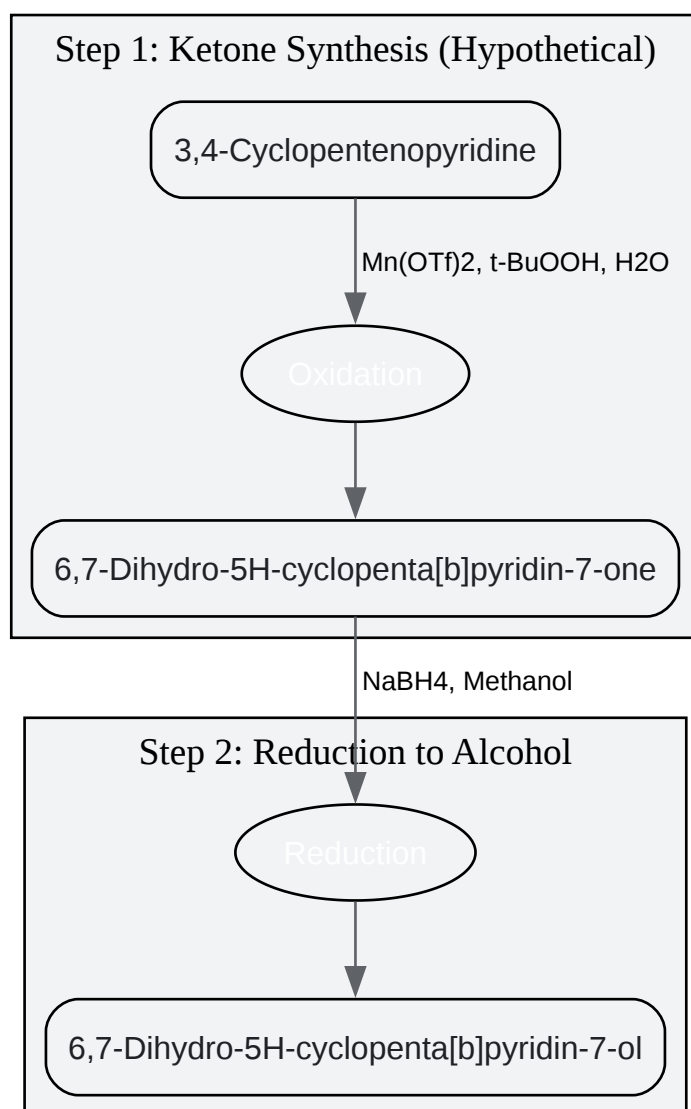 Step 1: Ketone Synthesis (Hypothetical)
3,4-Cyclopentenopyridine
Mn(OTf)2, t-BuOOH, H2O
Oxidation
6,7-Dihydro-5H-cyclopenta[b]pyridin-7-one
NaBH4, Methanol
Step 2: Reduction to Alcohol
Reduction
6,7-Dihydro-5H-cyclopenta[b]pyridin-7-ol